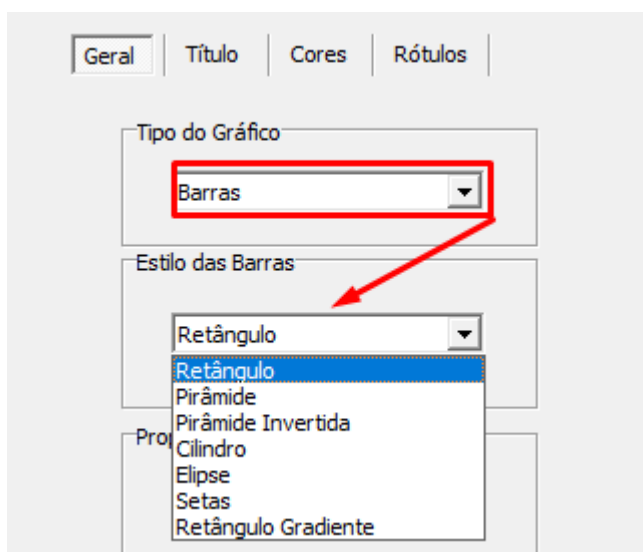 Geral Título Cores Rótulos
Tipo do Gráfico
Barras
Estilo das Barras
Retângulo
Retângulo
Pirâmide
Pirâmide Invertida
Cilindro
Elipse
Setas
Retângulo Gradiente